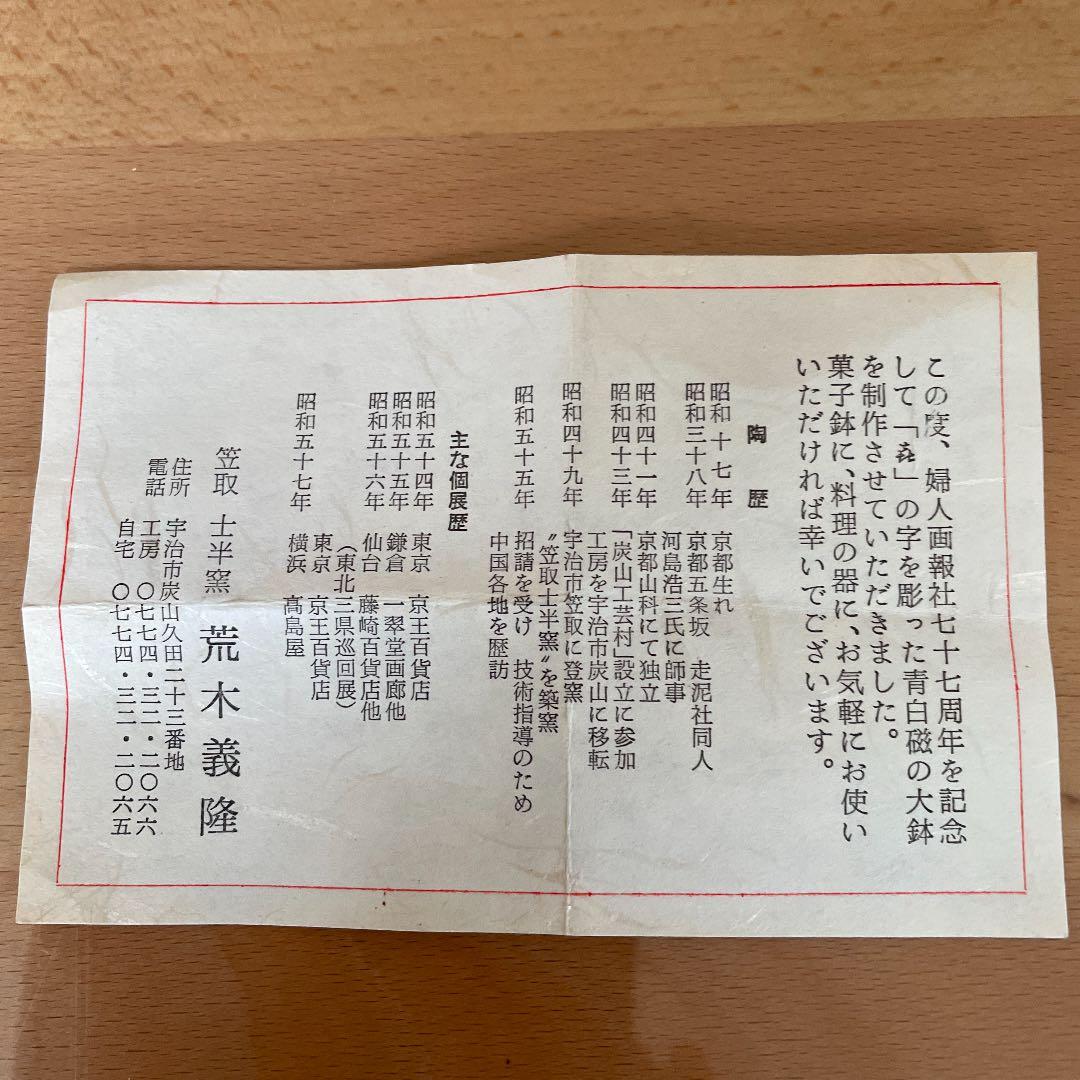 この度、婦人画報社七十七周年を記念
して「㐂」の字を彫った青白磁の大鉢
を制作させていただきました。
菓子鉢に、料理の器に、お気軽にお使い
いただければ幸いでございます。
陶歴
昭和十七年 京都生れ
昭和三十八年 京都五条坂 走泥社同人
河島浩三氏に師事
昭和四十一年 京都山科にて独立
昭和四十三年 「炭山工芸村」設立に参加
工房を宇治市炭山に移転
昭和四十九年 宇治市笠取に登窯
〝笠取士半窯〟を築窯
昭和五十五年 招請を受け 技術指導のため
中国各地を歴訪
主な個展歴
昭和五十四年 東京 京王百貨店
昭和五十五年 鎌倉 一翠堂画廊他
昭和五十六年 仙台 藤崎百貨店他
(東北三県巡回展)
東京 京王百貨店
昭和五十七年 横浜 髙島屋
笠取 士半窯 荒木義隆
住所 宇治市炭山久田二十三番地
電話 工房 〇七七四・三二・二〇六六
自宅 〇七七四・三二・二〇六五